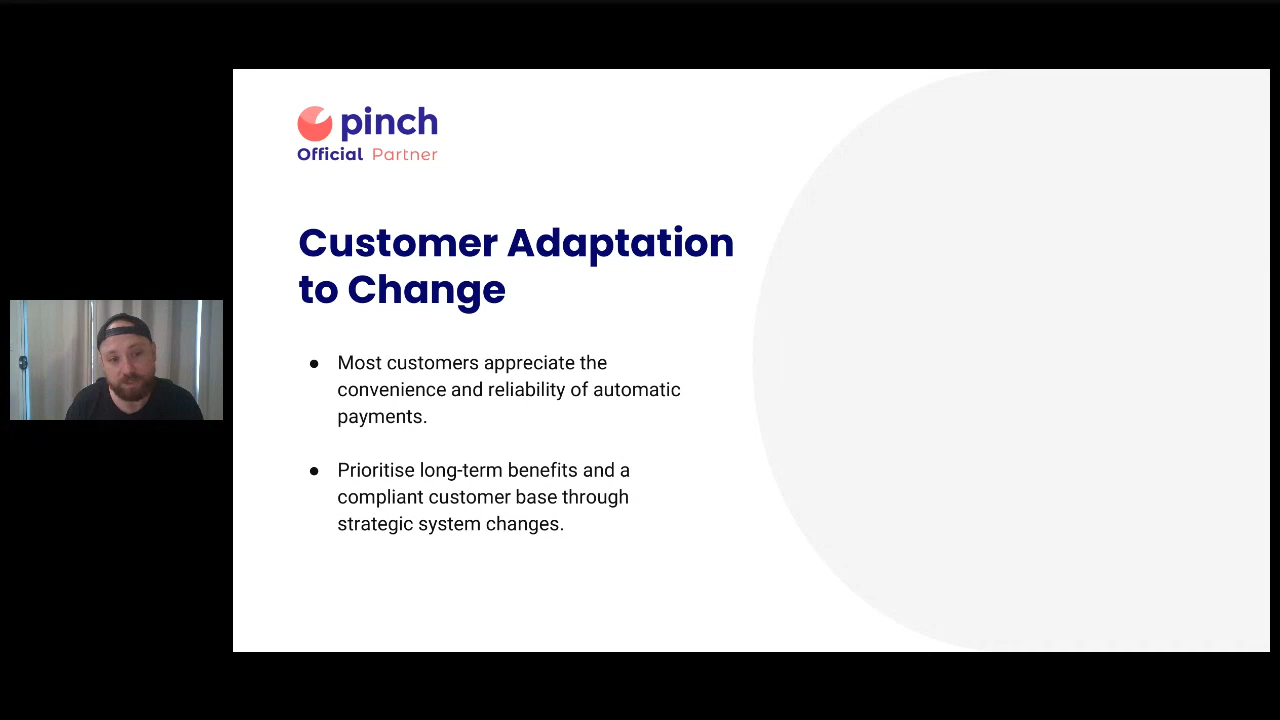 pinch
Official Partner
Customer Adaptation
to Change
● Most customers appreciate the
convenience and reliability of automatic
payments.
● Prioritise long-term benefits and a
compliant customer base through
strategic system changes.